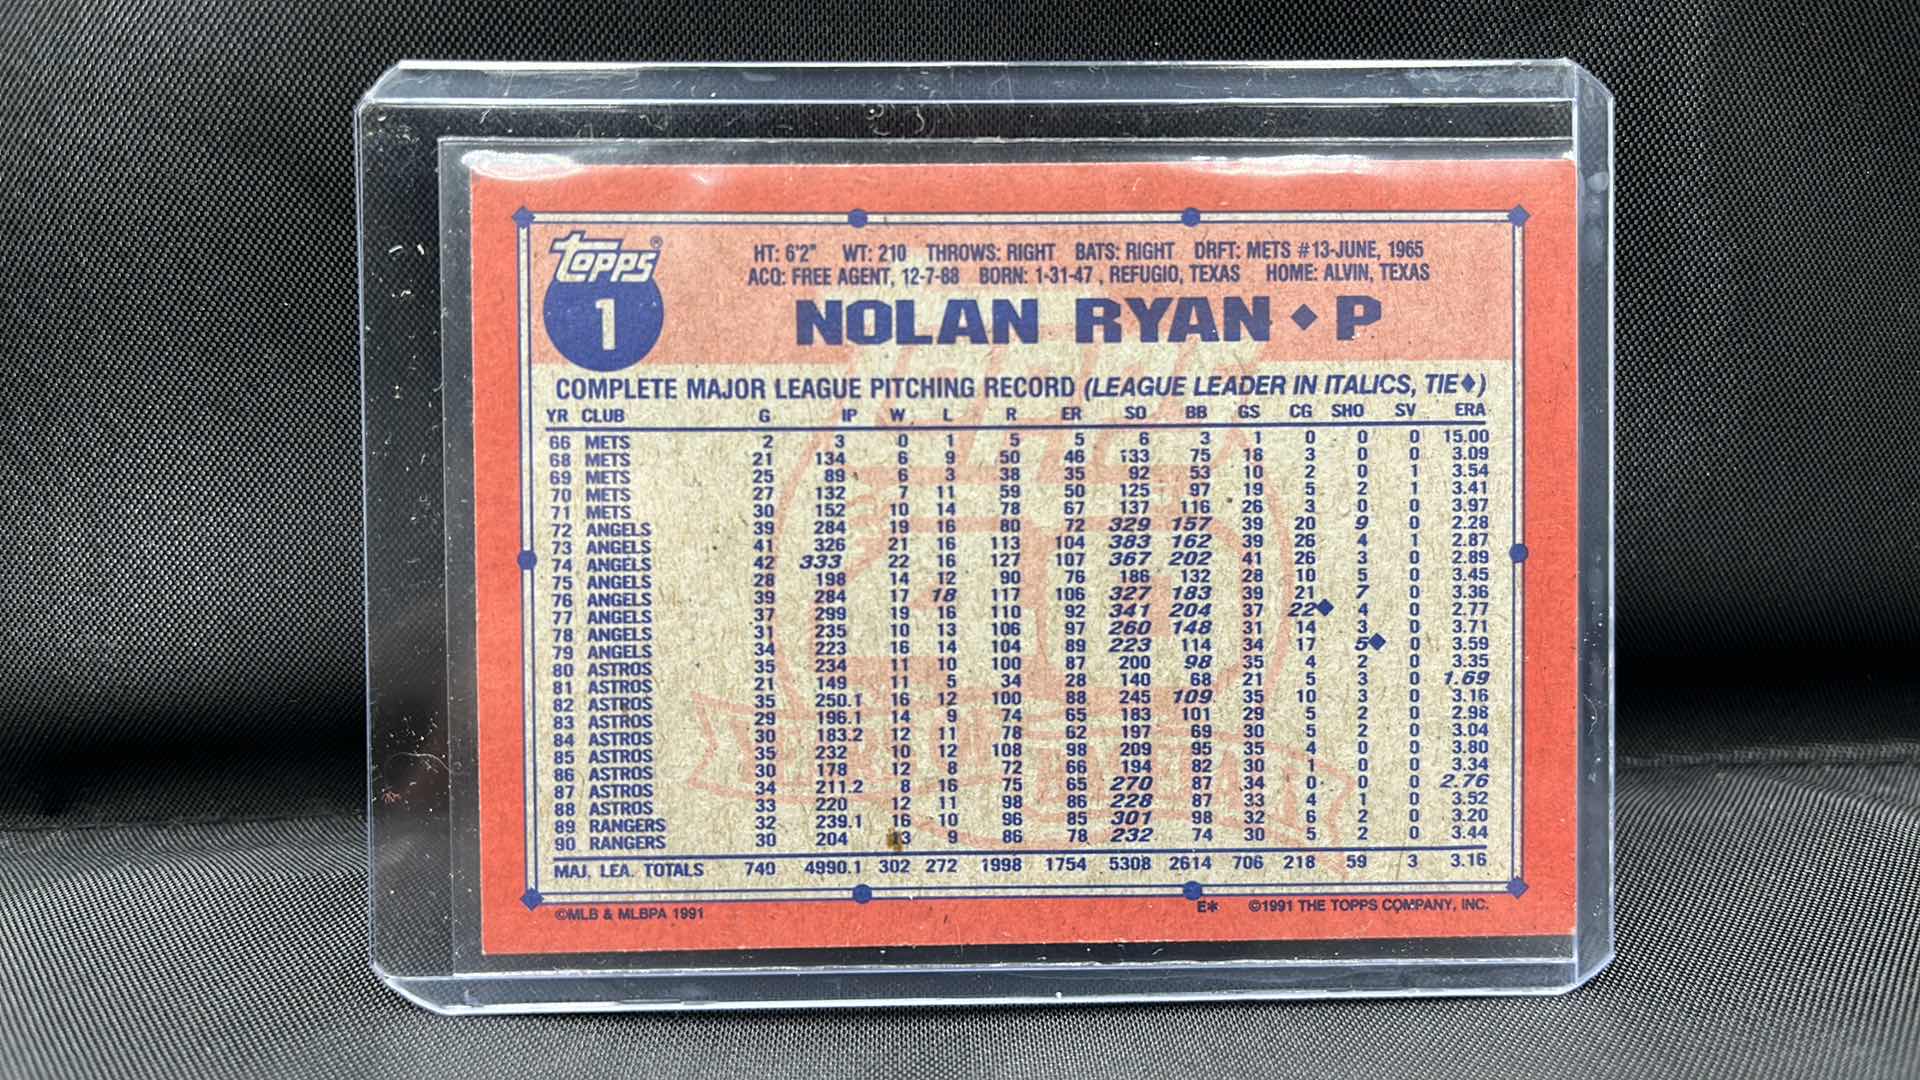 Topps®
1
HT: 6'2" WT: 210 THROWS: RIGHT BATS: RIGHT DRFT: METS #13-JUNE, 1965
ACQ: FREE AGENT, 12-7-88 BORN: 1-31-47, REFUGIO, TEXAS HOME: ALVIN, TEXAS
NOLAN RYAN ♦ P
COMPLETE MAJOR LEAGUE PITCHING RECORD (LEAGUE LEADER IN ITALICS, TIE♦)
YR CLUB G IP W L R ER SO BB GS CG SHO SV ERA
66 METS 2 3 0 1 5 5 6 3 1 0 0 0 15.00
68 METS 21 134 6 9 50 46 133 75 18 3 0 0 3.09
69 METS 25 89 6 3 38 35 92 53 10 2 0 1 3.54
70 METS 27 132 7 11 59 50 125 97 19 5 2 1 3.41
71 METS 30 152 10 14 78 67 137 116 26 3 0 0 3.97
72 ANGELS 39 284 19 16 80 72 329 157 39 20 9 0 2.28
73 ANGELS 41 326 21 16 113 104 383 162 39 26 4 1 2.87
74 ANGELS 42 333 22 16 127 107 367 202 41 26 3 0 2.89
75 ANGELS 28 198 14 12 90 76 186 132 28 10 5 0 3.45
76 ANGELS 39 284 17 18 117 106 327 183 39 21 7 0 3.36
77 ANGELS 37 299 19 16 110 92 341 204 37 22♦ 4 0 2.77
78 ANGELS 31 235 10 13 106 97 260 148 31 14 3 0 3.71
79 ANGELS 34 223 16 14 104 89 223 114 34 17 5♦ 0 3.59
80 ASTROS 35 234 11 10 100 87 200 98 35 4 2 0 3.35
81 ASTROS 21 149 11 5 34 28 140 68 21 5 3 0 1.69
82 ASTROS 35 250.1 16 12 100 88 245 109 35 10 3 0 3.16
83 ASTROS 29 196.1 14 9 74 65 183 101 29 5 2 0 2.98
84 ASTROS 30 183.2 12 11 78 62 197 69 30 5 2 0 3.04
85 ASTROS 35 232 10 12 108 98 209 95 35 4 0 0 3.80
86 ASTROS 30 178 12 8 72 66 194 82 30 1 0 0 3.34
87 ASTROS 34 211.2 8 16 75 65 270 87 34 0 0 0 2.76
88 ASTROS 33 220 12 11 98 86 228 87 33 4 1 0 3.52
89 RANGERS 32 239.1 16 10 96 85 301 98 32 6 2 0 3.20
90 RANGERS 30 204 13 9 86 78 232 74 30 5 2 0 3.44
MAJ. LEA. TOTALS 740 4990.1 302 272 1998 1754 5308 2614 706 218 59 3 3.16
©MLB & MLBPA 1991 E* ©1991 THE TOPPS COMPANY, INC.